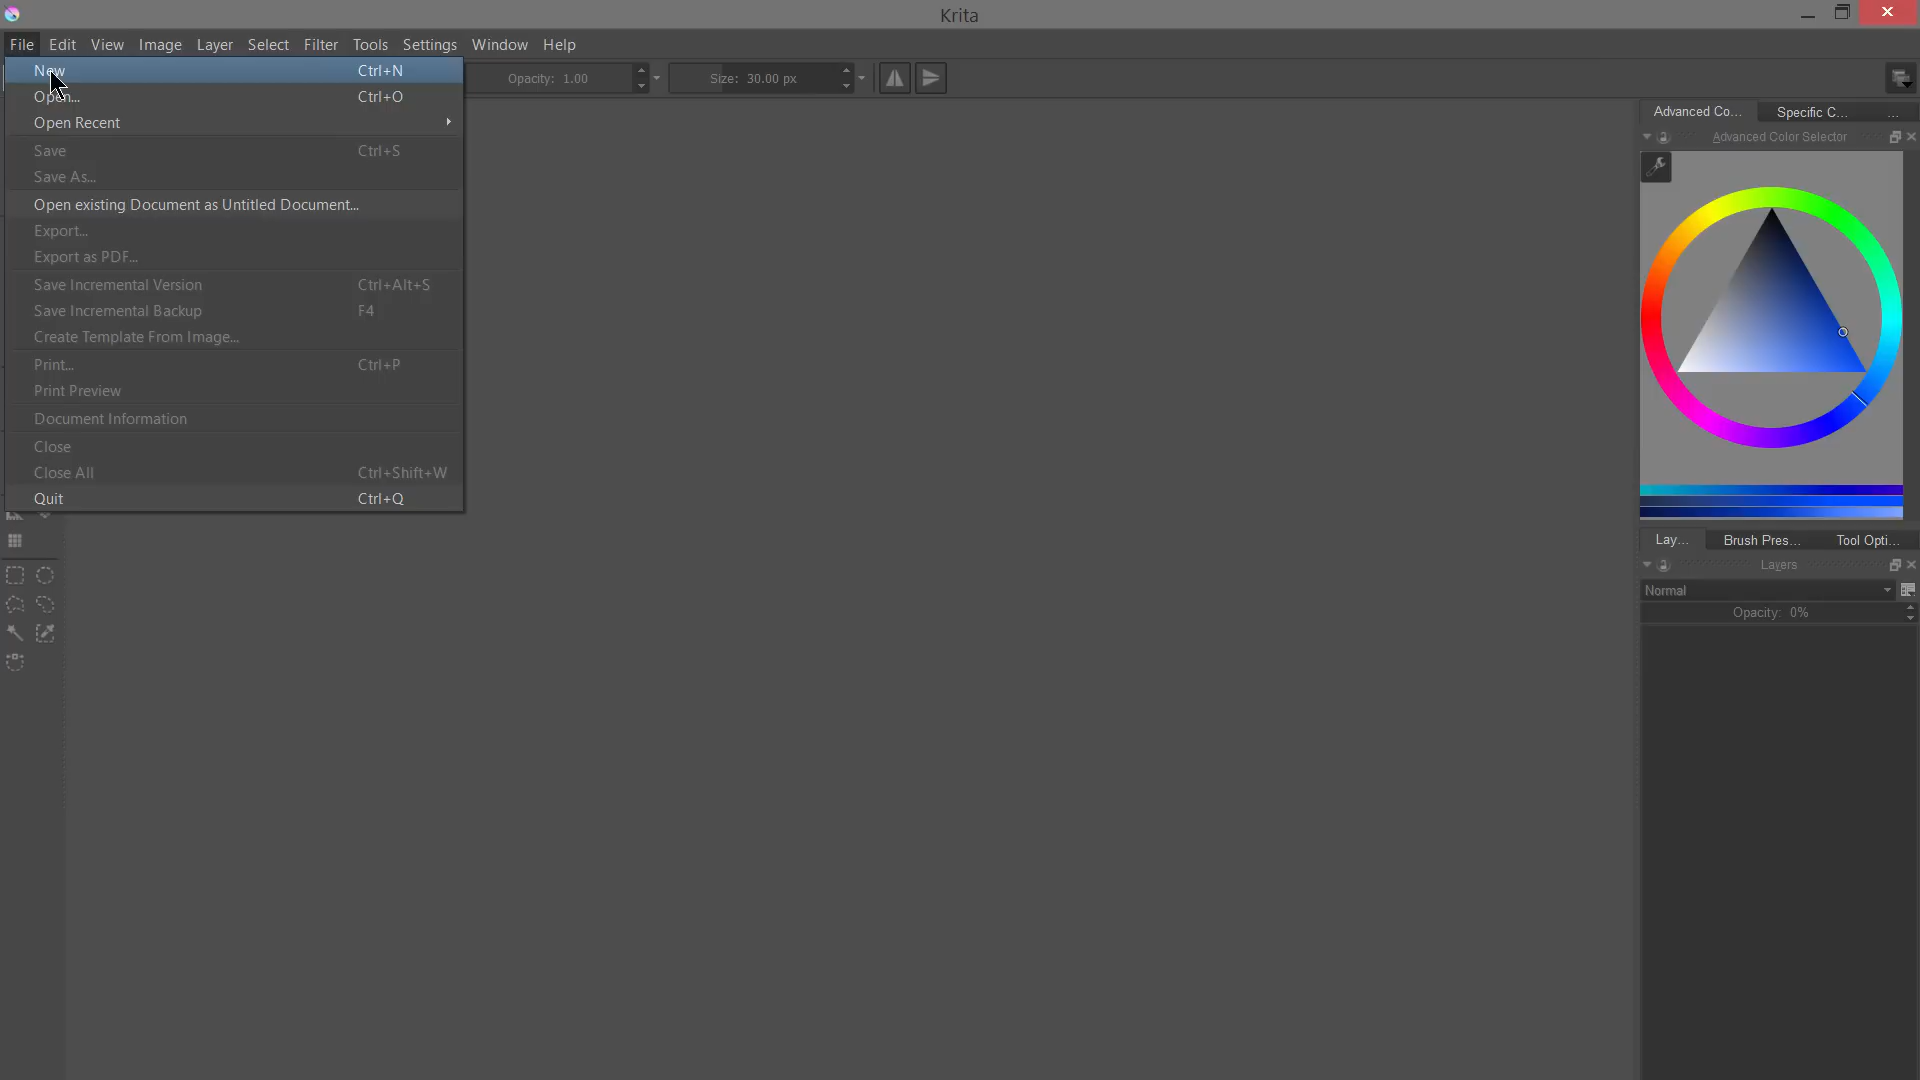 Krita
File Edit View Image Layer Select Filter Tools Settings Window Help
New Ctrl+N
Opacity: 1.00
Size: 30.00 px
Open... Ctrl+O
Open Recent
Save Ctrl+S
Save As...
Open existing Document as Untitled Document...
Export...
Export as PDF...
Save Incremental Version Ctrl+Alt+S
Save Incremental Backup F4
Create Template From Image...
Print... Ctrl+P
Print Preview
Document Information
Close
Close All Ctrl+Shift+W
Quit Ctrl+Q
Advanced Co... Specific C... ...
Advanced Color Selector
Lay... Brush Pres... Tool Opti...
Layers
Normal
Opacity: 0%